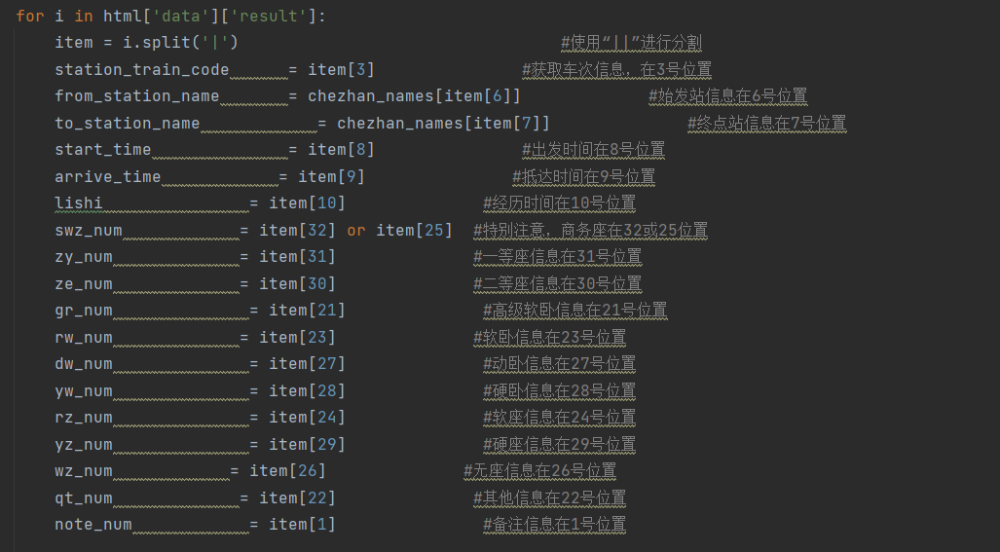 for i in html['data']['result']:
    item = i.split('|')                                 #使用“||”进行分割
    station_train_code      = item[3]               #获取车次信息，在3号位置
    from_station_name       = chezhan_names[item[6]]             #始发站信息在6号位置
    to_station_name            = chezhan_names[item[7]]              #终点站信息在7号位置
    start_time              = item[8]               #出发时间在8号位置
    arrive_time            = item[9]               #抵达时间在9号位置
    lishi               = item[10]              #经历时间在10号位置
    swz_num            = item[32] or item[25]  #特别注意，商务座在32或25位置
    zy_num             = item[31]              #一等座信息在31号位置
    ze_num             = item[30]              #二等座信息在30号位置
    gr_num              = item[21]              #高级软卧信息在21号位置
    rw_num             = item[23]              #软卧信息在23号位置
    dw_num              = item[27]              #动卧信息在27号位置
    yw_num              = item[28]              #硬卧信息在28号位置
    rz_num              = item[24]              #软座信息在24号位置
    yz_num              = item[29]              #硬座信息在29号位置
    wz_num            = item[26]              #无座信息在26号位置
    qt_num             = item[22]              #其他信息在22号位置
    note_num            = item[1]               #备注信息在1号位置